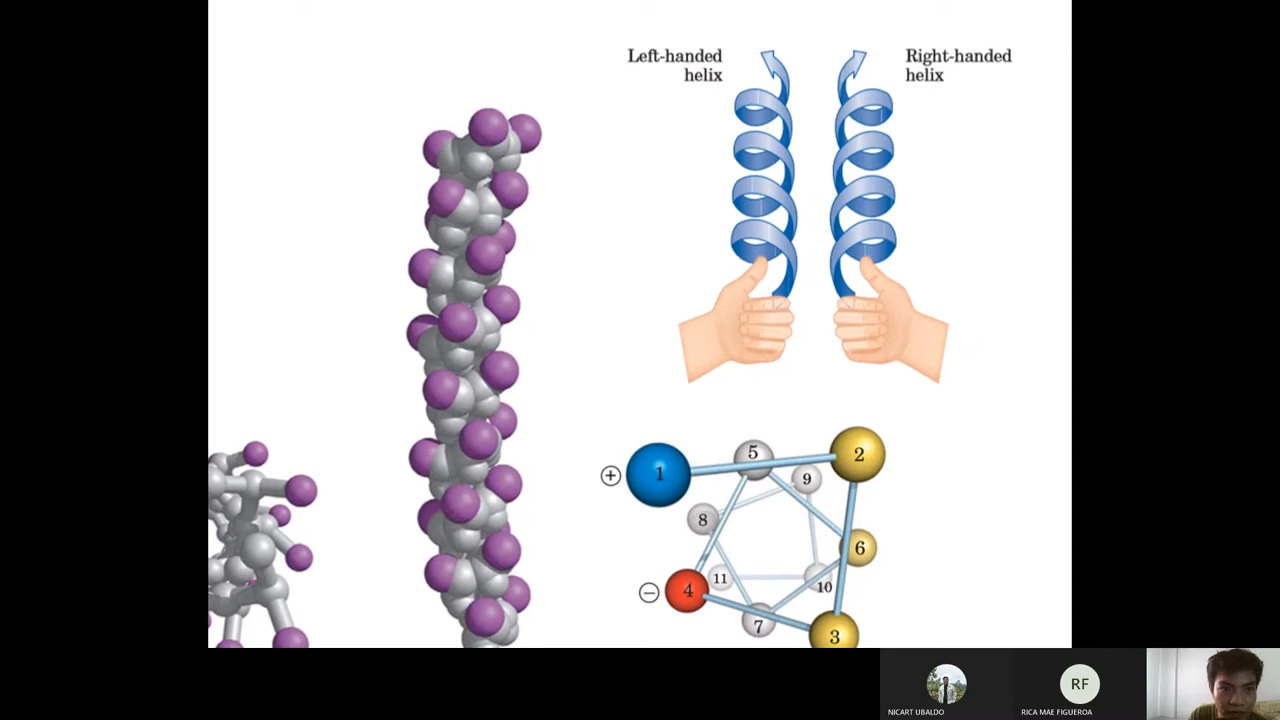 Left-handed
helix
Right-handed
helix
+
1
5
2
9
8
6
11
10
−
4
7
3
RF
NICART UBALDO
RICA MAE FIGUEROA